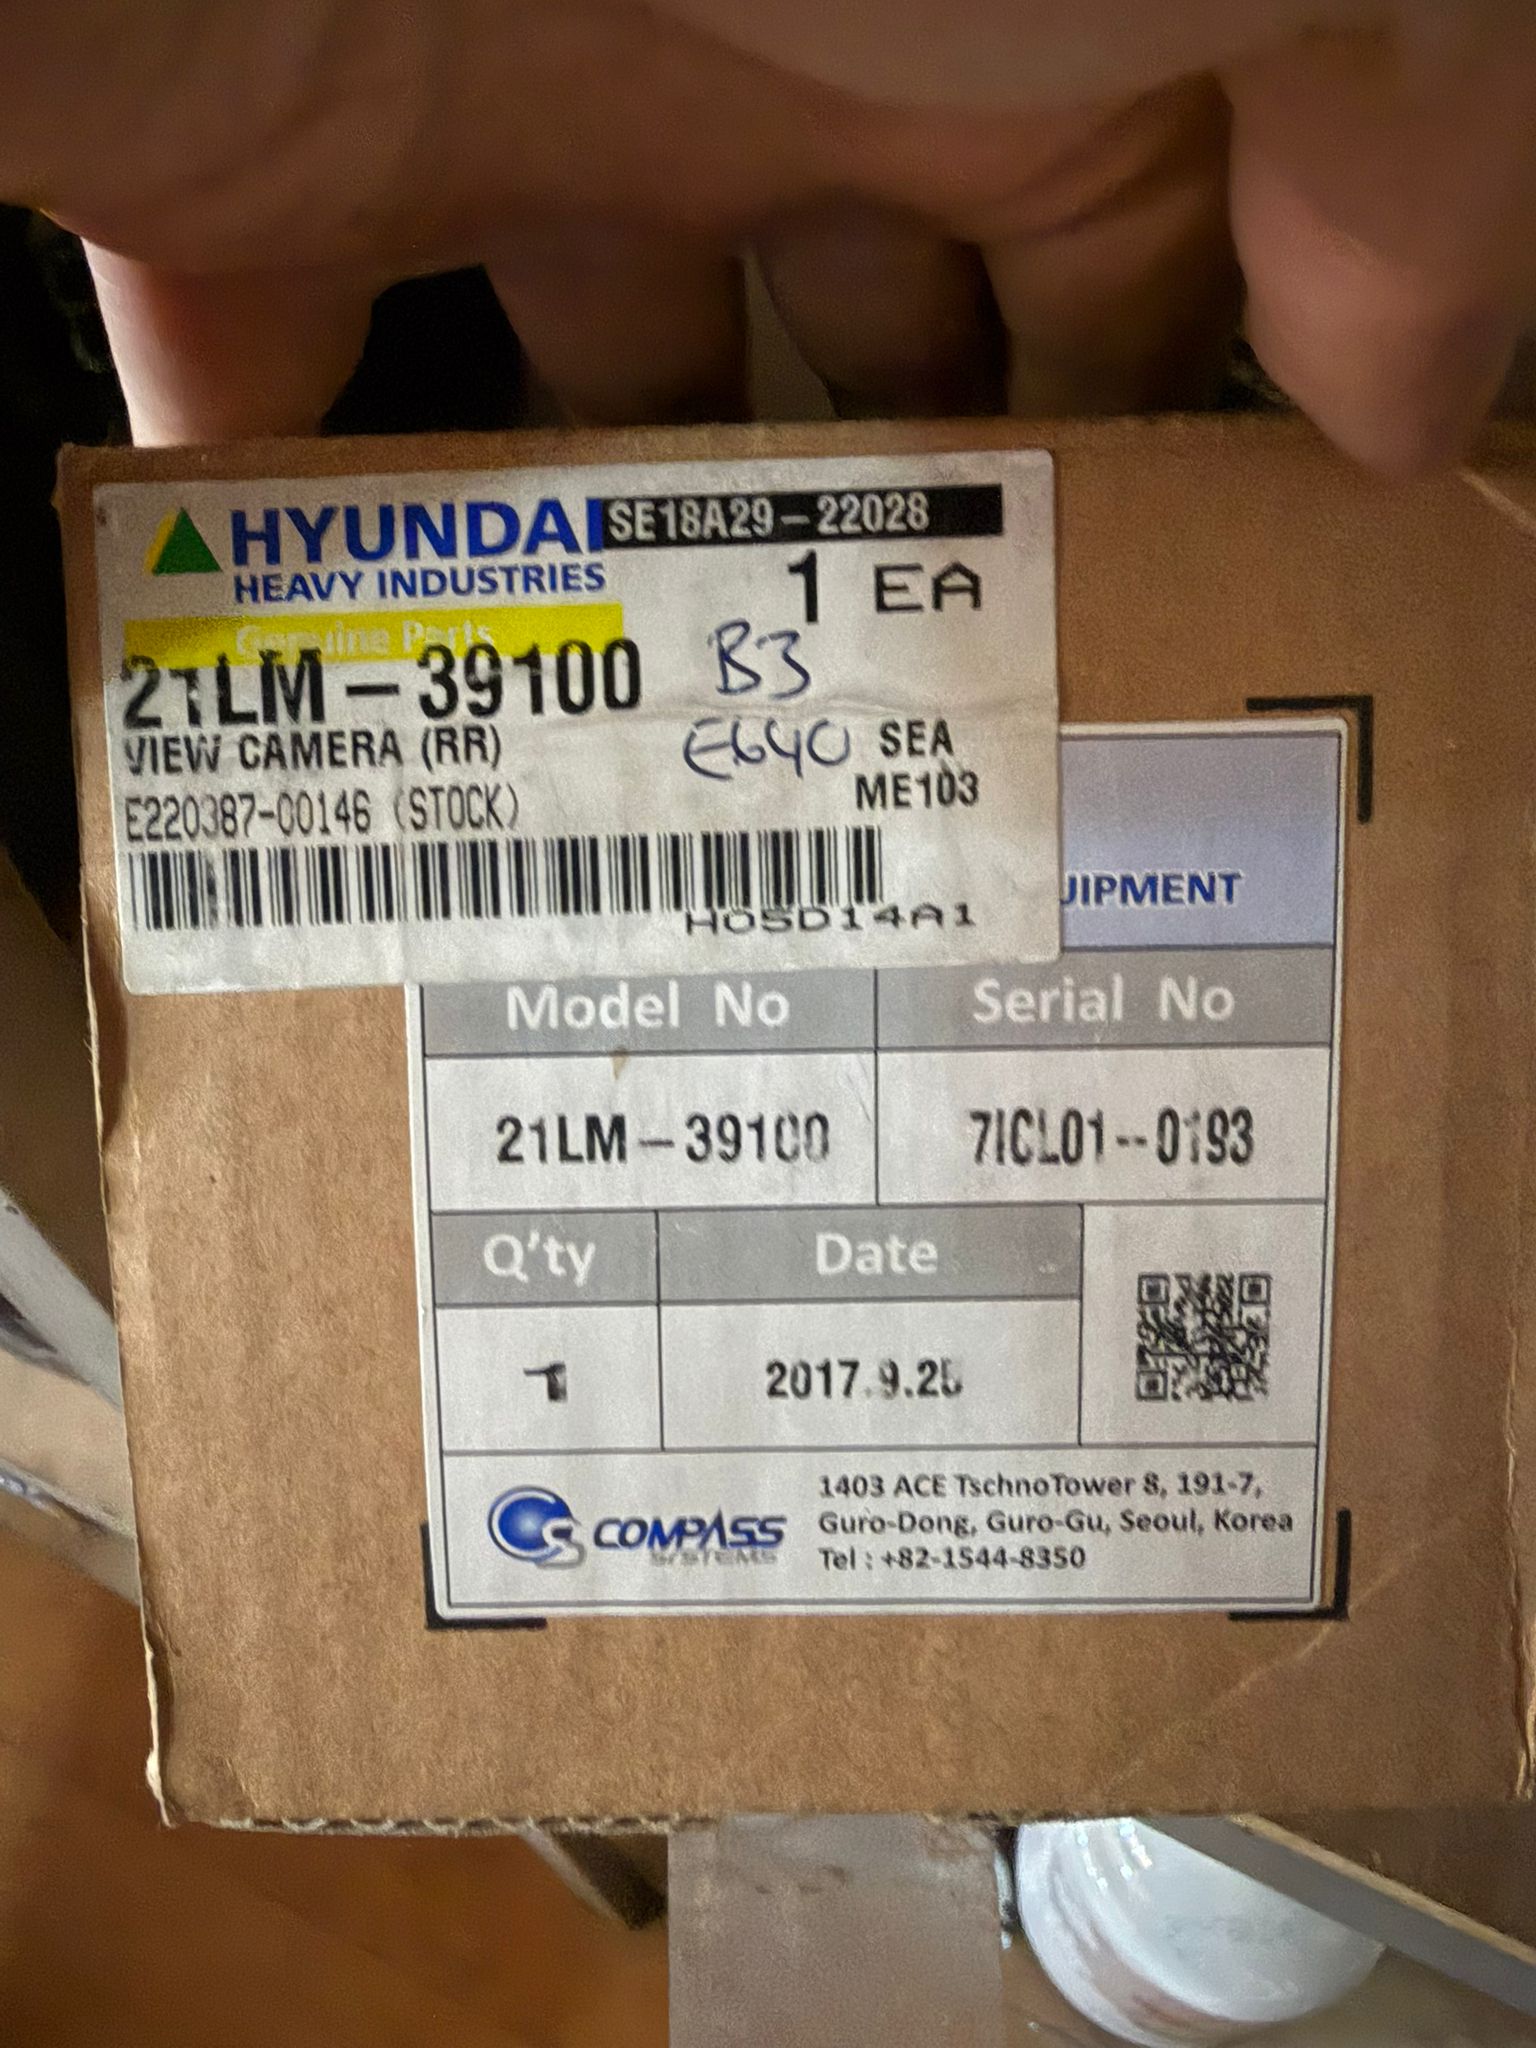 HYUNDAI
HEAVY INDUSTRIES
SE18A29-22028
1 EA
Genuine Parts
21LM-39100
B3
VIEW CAMERA (RR)
E640
SEA
E220387-00146 (STOCK)
ME103
H05D14A1
UIPMENT
Model No
Serial No
21LM-39100
7ICL01--0193
Q'ty
Date
1
2017.9.25
COMPASS
SYSTEMS
1403 ACE TschnoTower 8, 191-7,
Guro-Dong, Guro-Gu, Seoul, Korea
Tel : +82-1544-8350